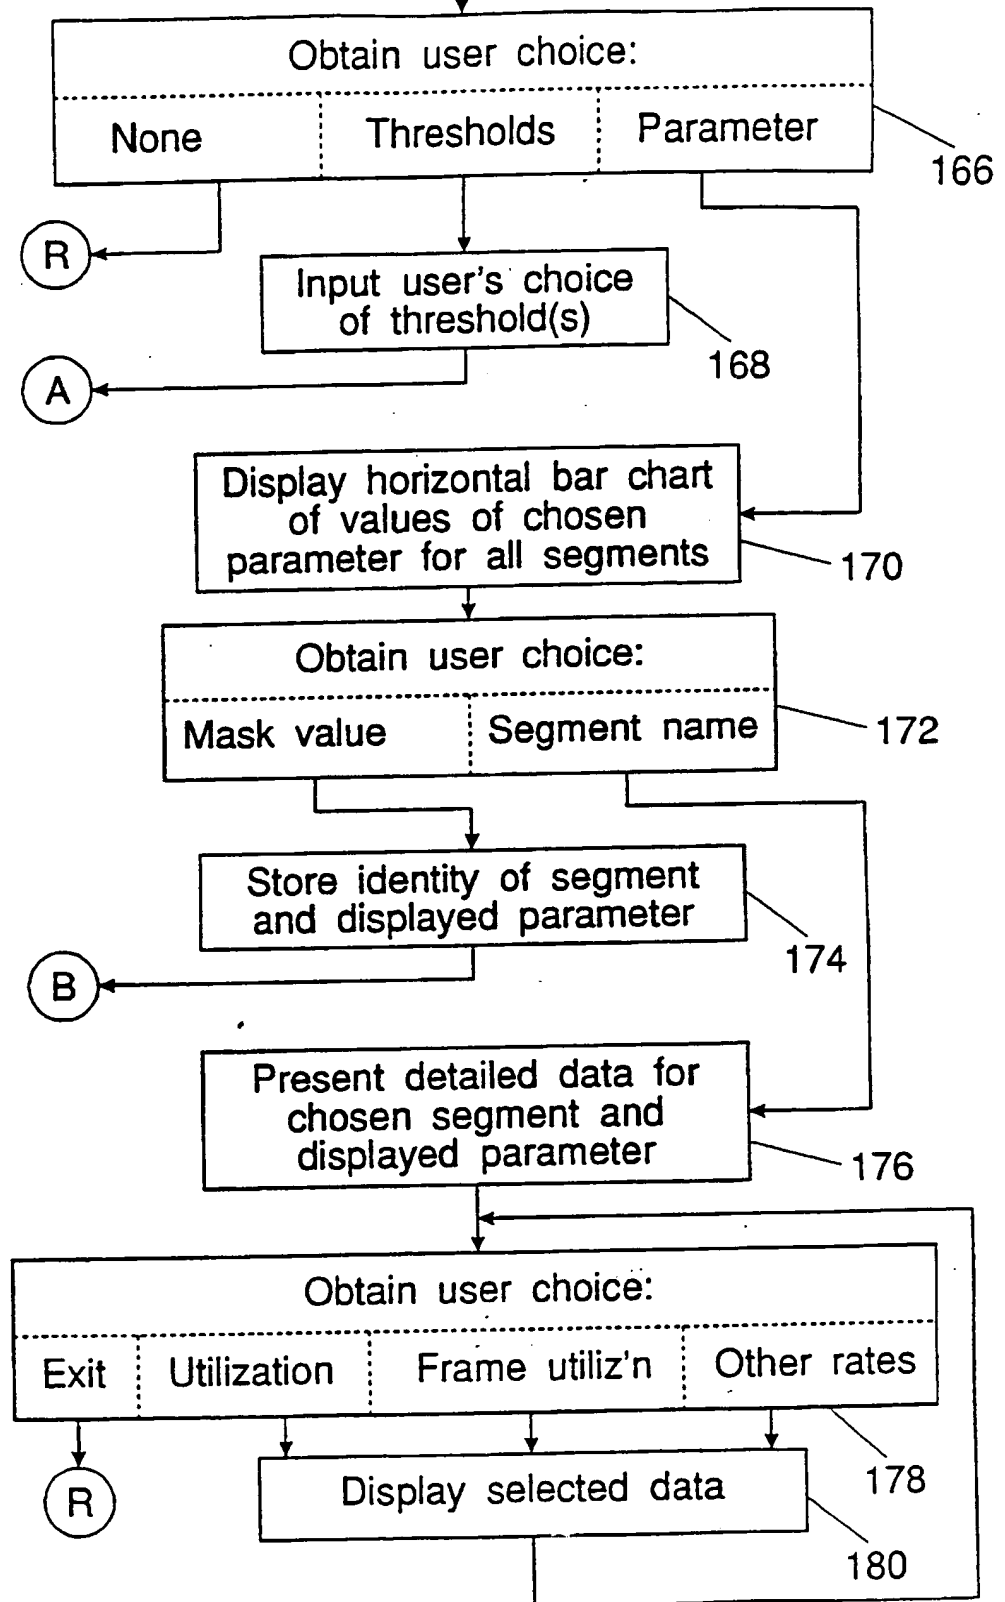 Obtain user choice:
None Thresholds Parameter
166
R
Input user's choice
of threshold(s)
168
A
Display horizontal bar chart
of values of chosen
parameter for all segments
170
Obtain user choice:
Mask value Segment name
172
Store identity of segment
and displayed parameter
174
B
Present detailed data for
chosen segment and
displayed parameter
176
Obtain user choice:
Exit Utilization Frame utiliz'n Other rates
178
R
Display selected data
180